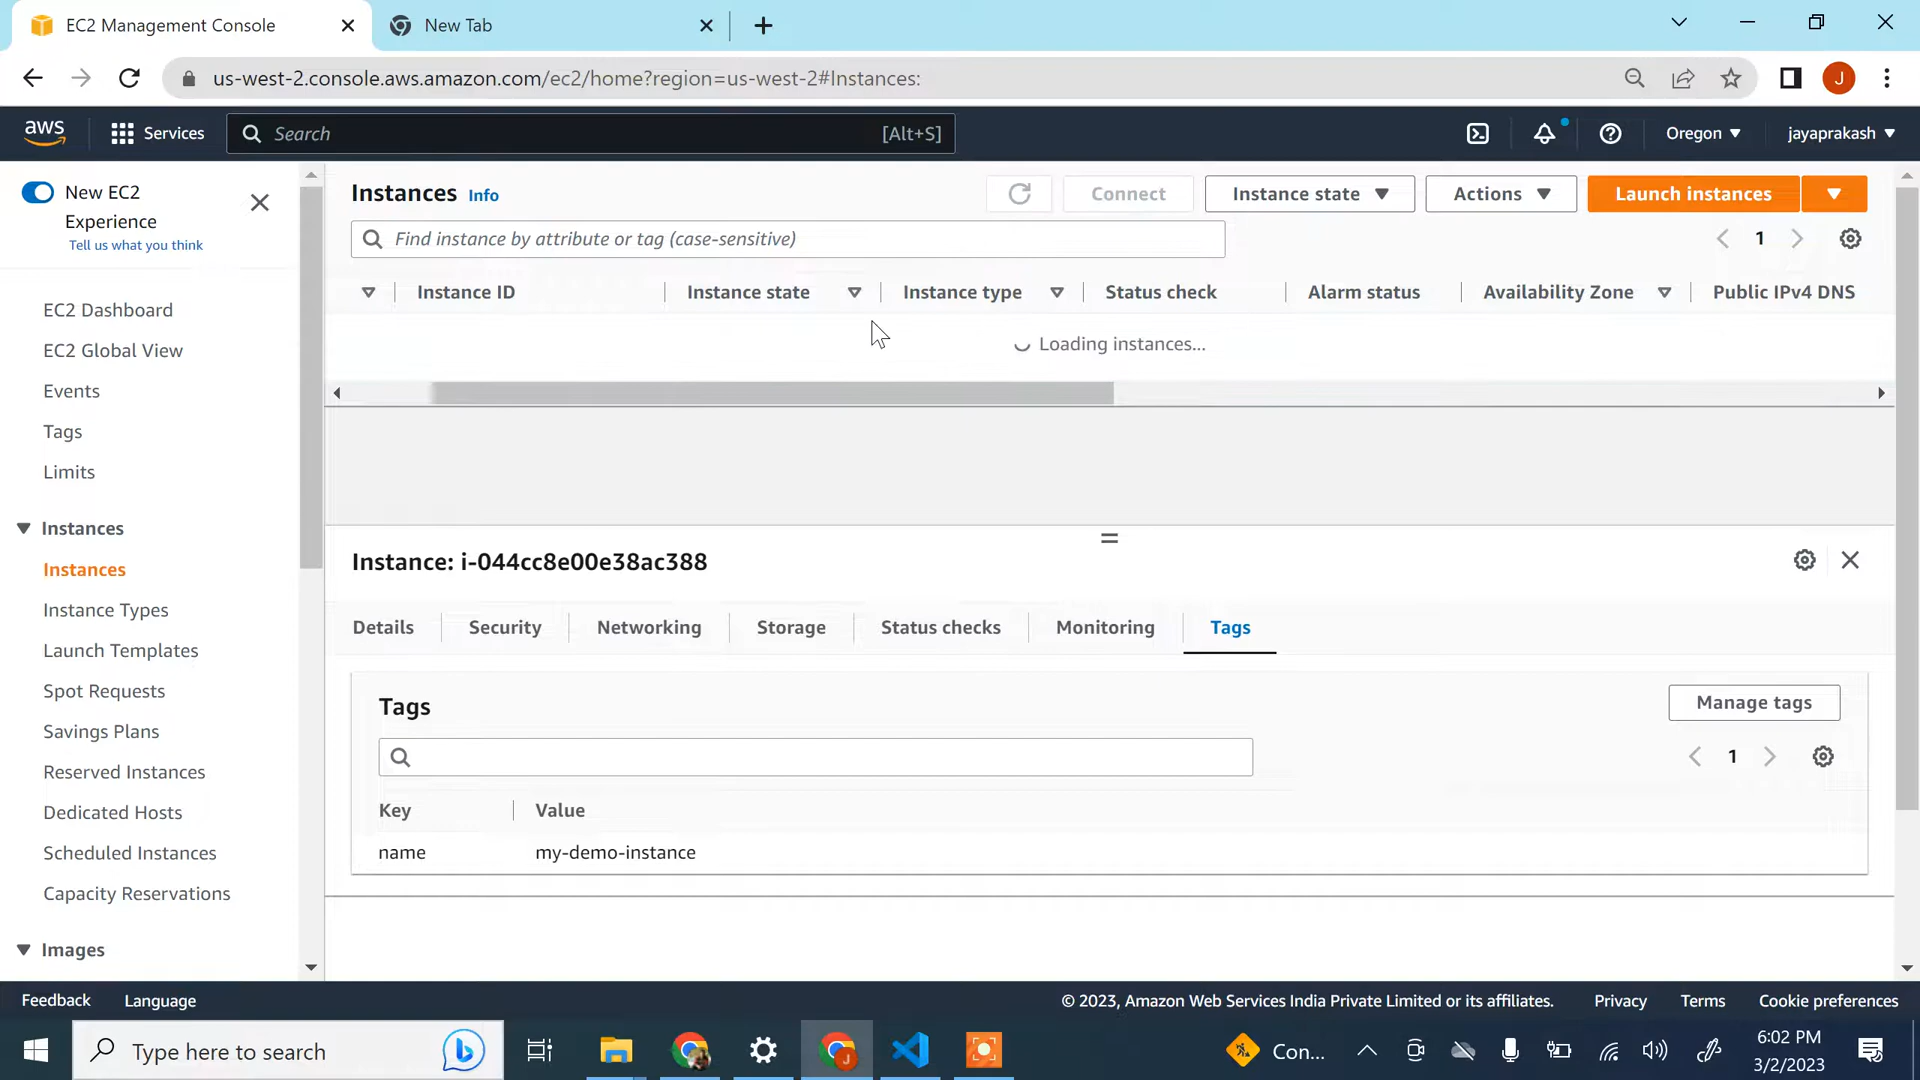 EC2 Management Console
New Tab
us-west-2.console.aws.amazon.com/ec2/home?region=us-west-2#Instances:
J
aws
Services
Search
[Alt+S]
Oregon
jayaprakash
New EC2
Experience
Tell us what you think
EC2 Dashboard
EC2 Global View
Events
Tags
Limits
Instances
Instances
Instance Types
Launch Templates
Spot Requests
Savings Plans
Reserved Instances
Dedicated Hosts
Scheduled Instances
Capacity Reservations
Images
Instances Info
Connect
Instance state
Actions
Launch instances
Find instance by attribute or tag (case-sensitive)
1
Instance ID
Instance state
Instance type
Status check
Alarm status
Availability Zone
Public IPv4 DNS
Loading instances...
Instance: i-044cc8e00e38ac388
Details
Security
Networking
Storage
Status checks
Monitoring
Tags
Tags
Manage tags
1
Key
Value
name
my-demo-instance
Feedback
Language
© 2023, Amazon Web Services India Private Limited or its affiliates.
Privacy
Terms
Cookie preferences
Type here to search
J
Con...
6:02 PM
3/2/2023